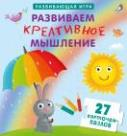 РАЗВИВАЮЩАЯ ИГРА
РАЗВИВАЕМ
КРЕАТИВНОЕ
МЫШЛЕНИЕ
27
КАРТОЧЕК-
ПАЗЛОВ